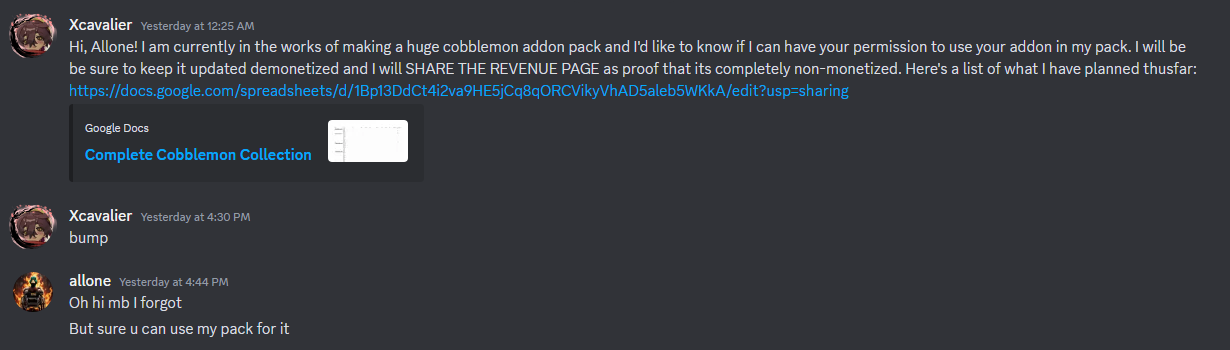 Xcavalier Yesterday at 12:25 AM
Hi, Allone! I am currently in the works of making a huge cobblemon addon pack and I'd like to know if I can have your permission to use your addon in my pack. I will be
be sure to keep it updated demonetized and I will SHARE THE REVENUE PAGE as proof that its completely non-monetized. Here's a list of what I have planned thusfar:
https://docs.google.com/spreadsheets/d/1Bp13DdCt4i2va9HE5jCq8qORCVikyVhAD5aleb5WKkA/edit?usp=sharing
Google Docs
Complete Cobblemon Collection
Xcavalier Yesterday at 4:30 PM
bump
allone Yesterday at 4:44 PM
Oh hi mb I forgot
But sure u can use my pack for it